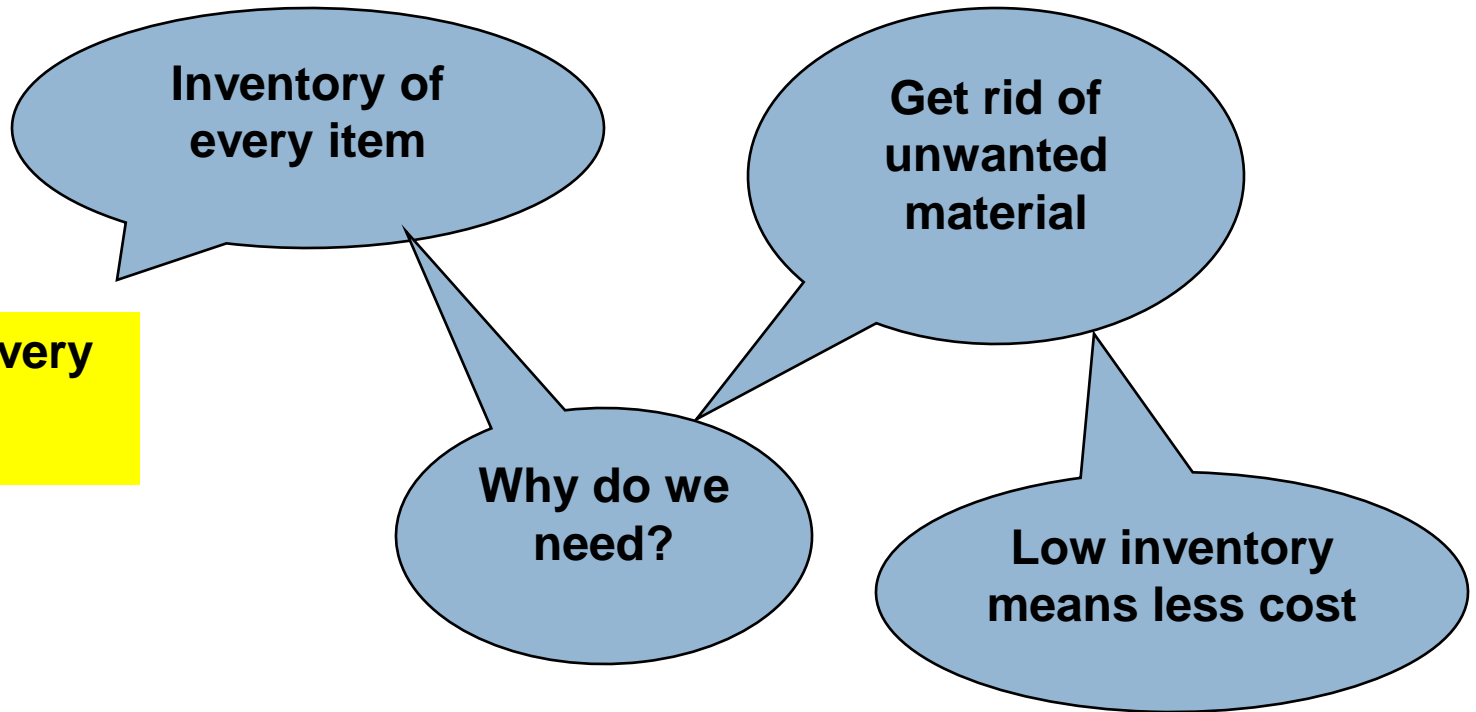 Inventory of
every item
Get rid of
unwanted
material
very
Why do we
need?
Low inventory
means less cost